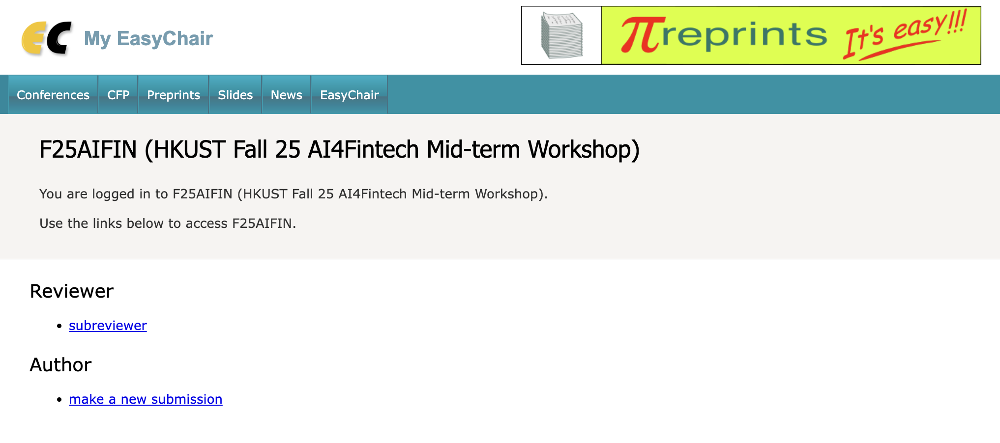 EC My EasyChair
πreprints It's easy!!!
Conferences CFP Preprints Slides News EasyChair
F25AIFIN (HKUST Fall 25 AI4Fintech Mid-term Workshop)
You are logged in to F25AIFIN (HKUST Fall 25 AI4Fintech Mid-term Workshop).
Use the links below to access F25AIFIN.
Reviewer
• subreviewer
Author
• make a new submission